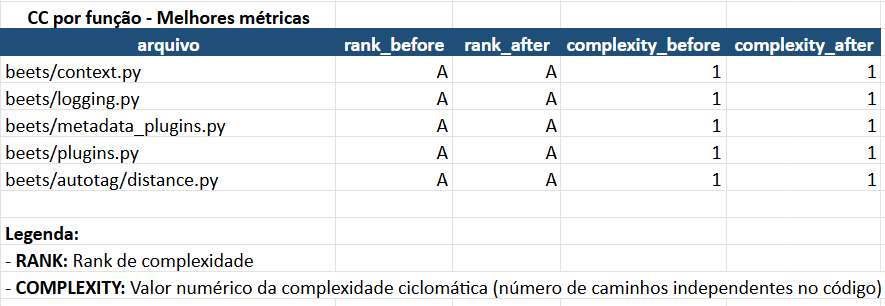 CC por função - Melhores métricas
arquivo rank_before rank_after complexity_before complexity_after
beets/context.py A A 1 1
beets/logging.py A A 1 1
beets/metadata_plugins.py A A 1 1
beets/plugins.py A A 1 1
beets/autotag/distance.py A A 1 1
Legenda:
- RANK: Rank de complexidade
- COMPLEXITY: Valor numérico da complexidade ciclomática (número de caminhos independentes no código)